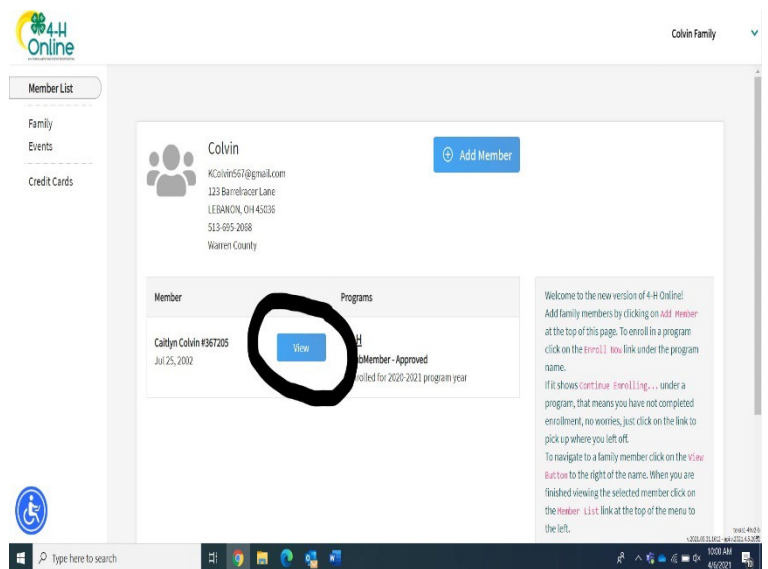 4-H
Online
Colvin Family
Member List
Family
Events
Credit Cards
Colvin
KColvin567@gmail.com
123 Barrelracer Lane
LEBANON, OH 45036
513-695-2068
Warren County
Add Member
Member
Programs
Caitlyn Colvin #367205
Jul 25, 2002
View
H
bMember - Approved
rolled for 2020-2021 program year
Welcome to the new version of 4-H Online!
Add family members by clicking on Add Member
at the top of this page. To enroll in a program
click on the Enroll Now link under the program
name.
If it shows Continue Enrolling... under a
program, that means you have not completed
enrollment, no worries, just click on the link to
pick up where you left off.
To navigate to a family member click on the View
Button to the right of the name. When you are
finished viewing the selected member click on
the Member List link at the top of the menu to
the left.
Type here to search
10:00 AM
4/6/2021